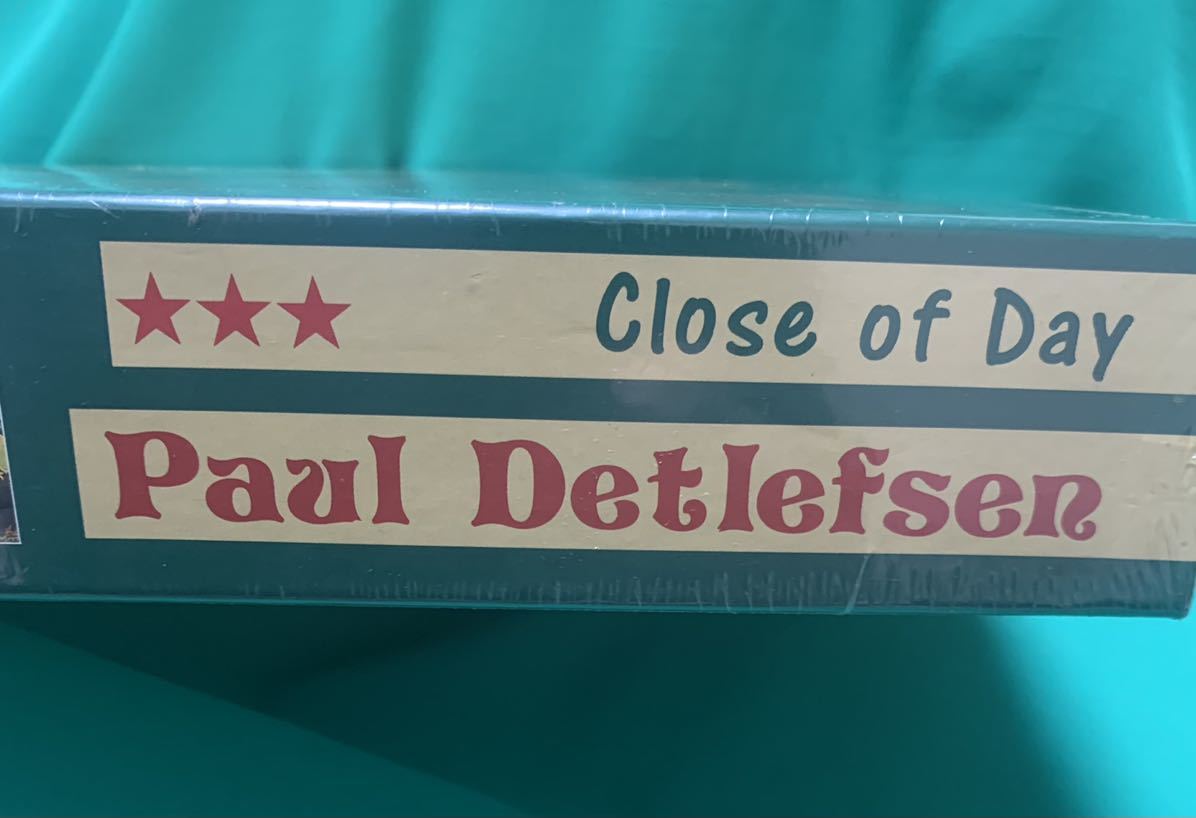 Close of Day
Paul Detlefsen